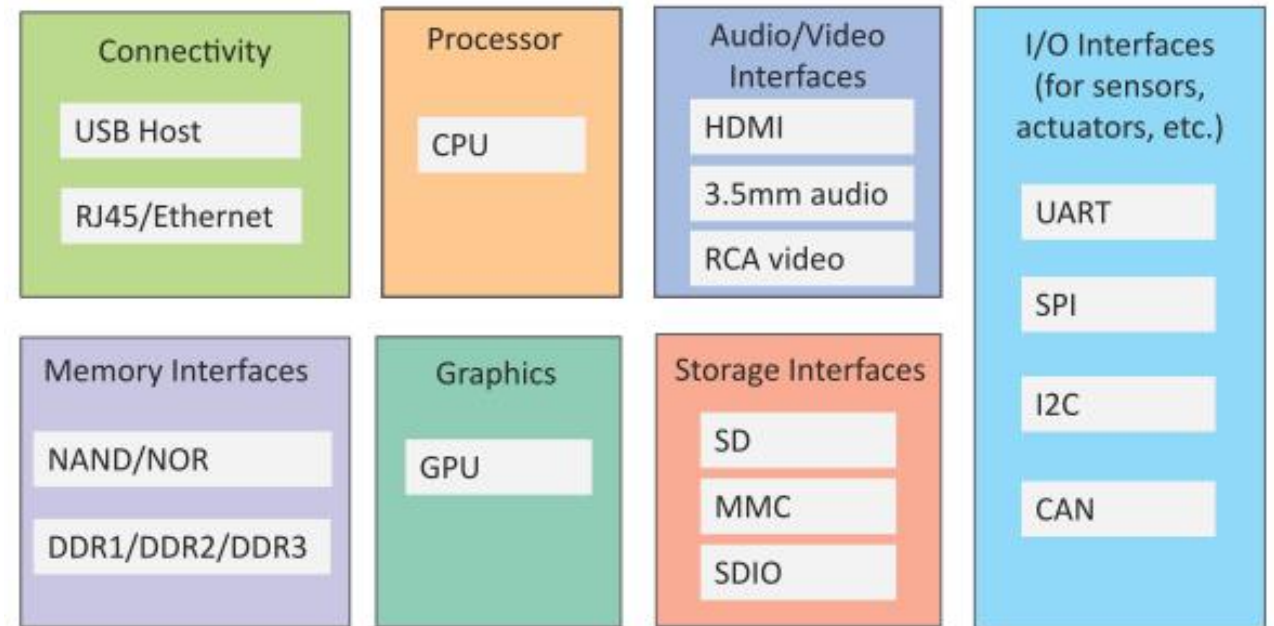 Connectivity
USB Host
RJ45/Ethernet
Processor
CPU
Audio/Video
Interfaces
HDMI
3.5mm audio
RCA video
I/O Interfaces
(for sensors,
actuators, etc.)
UART
SPI
I2C
CAN
Memory Interfaces
NAND/NOR
DDR1/DDR2/DDR3
Graphics
GPU
Storage Interfaces
SD
MMC
SDIO